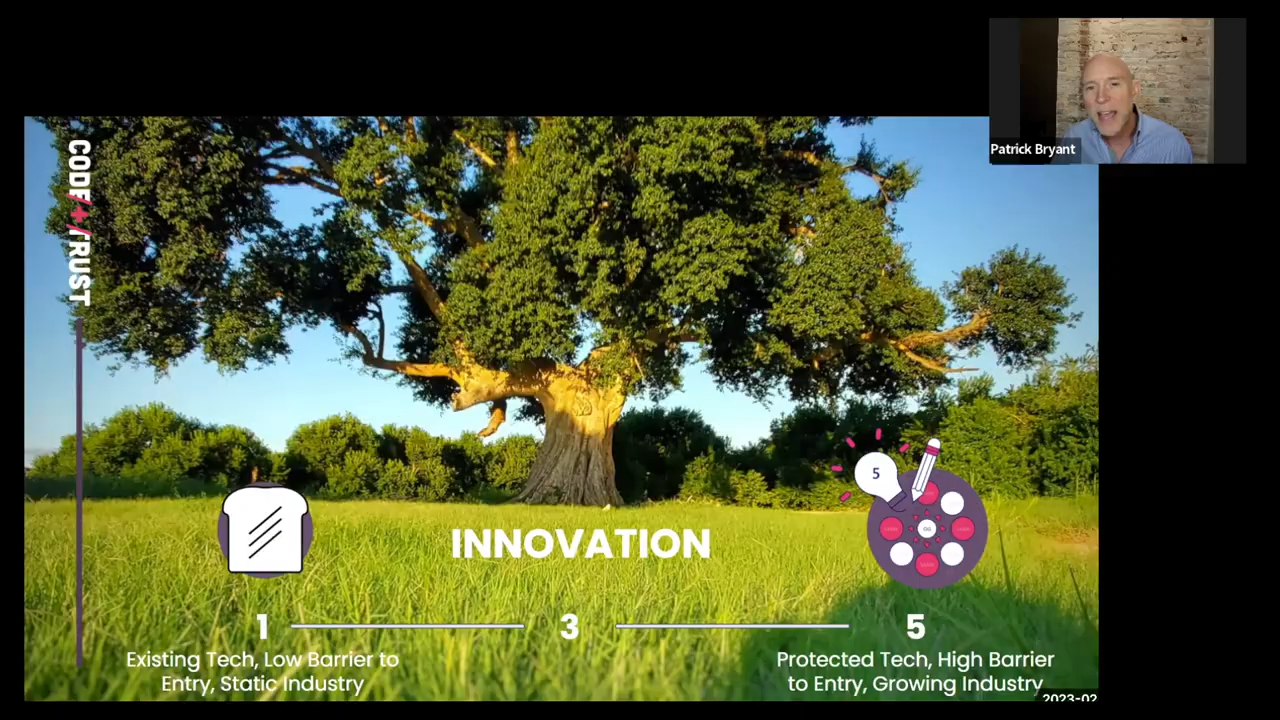 Patrick Bryant
CODE/+/TRUST
5
INNOVATION
1
3
5
Existing Tech, Low Barrier to
Entry, Static Industry
Protected Tech, High Barrier
to Entry, Growing Industry
2023-02